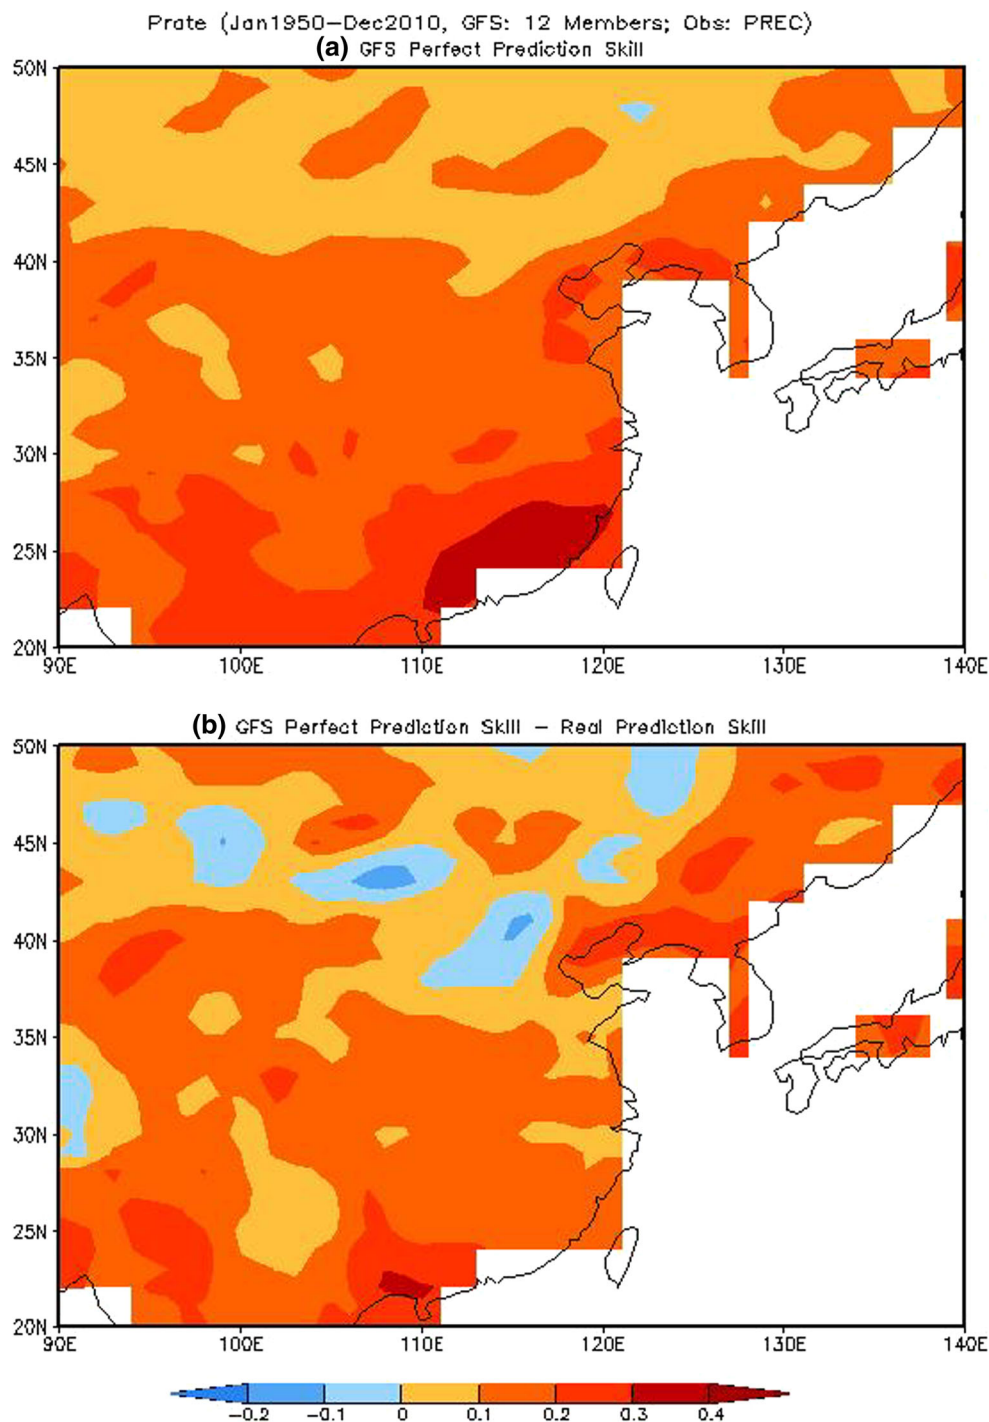 Prate (Jan1950–Dec2010, GFS: 12 Members; Obs: PREC)
(a) GFS Perfect Prediction Skill
50N
45N
40N
35N
30N
25N
20N
90E 100E 110E 120E 130E 140E
(b) GFS Perfect Prediction Skill – Real Prediction Skill
50N
45N
40N
35N
30N
25N
20N
90E 100E 110E 120E 130E 140E
−0.2 −0.1 0 0.1 0.2 0.3 0.4